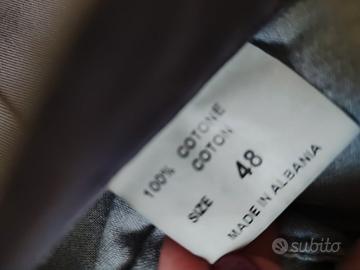 100% COTONE
COTON
SIZE 48
MADE IN ALBANIA
subito